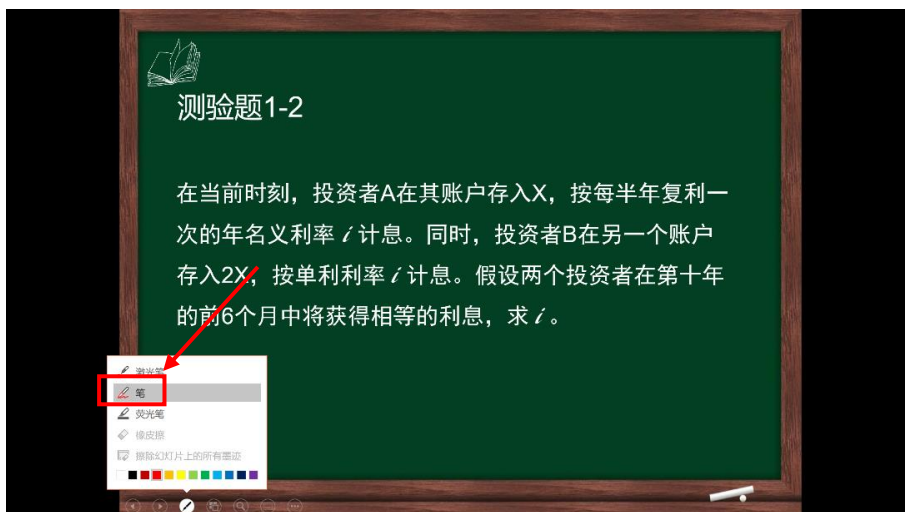 测验题1-2
在当前时刻，投资者A在其账户存入X，按每半年复利一
次的年名义利率 i 计息。同时，投资者B在另一个账户
存入2X，按单利利率 i 计息。假设两个投资者在第十年
的前6个月中将获得相等的利息，求 i 。
激光笔
笔
荧光笔
橡皮擦
擦除幻灯片上的所有墨迹